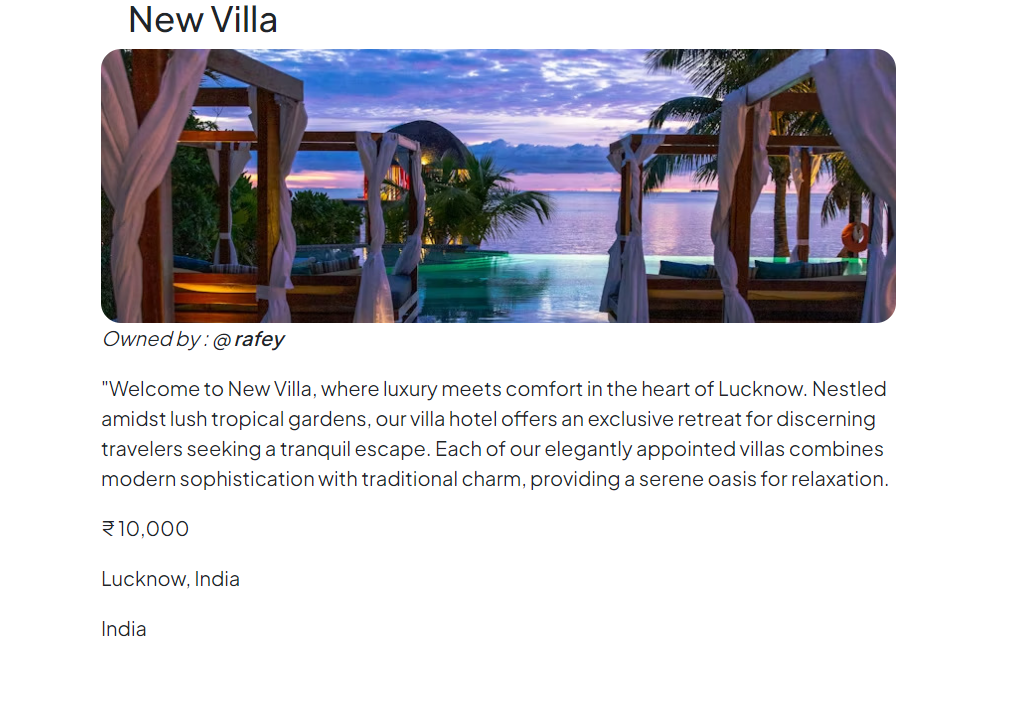 New Villa
Owned by : @rafey
"Welcome to New Villa, where luxury meets comfort in the heart of Lucknow. Nestled
amidst lush tropical gardens, our villa hotel offers an exclusive retreat for discerning
travelers seeking a tranquil escape. Each of our elegantly appointed villas combines
modern sophistication with traditional charm, providing a serene oasis for relaxation.
₹10,000
Lucknow, India
India